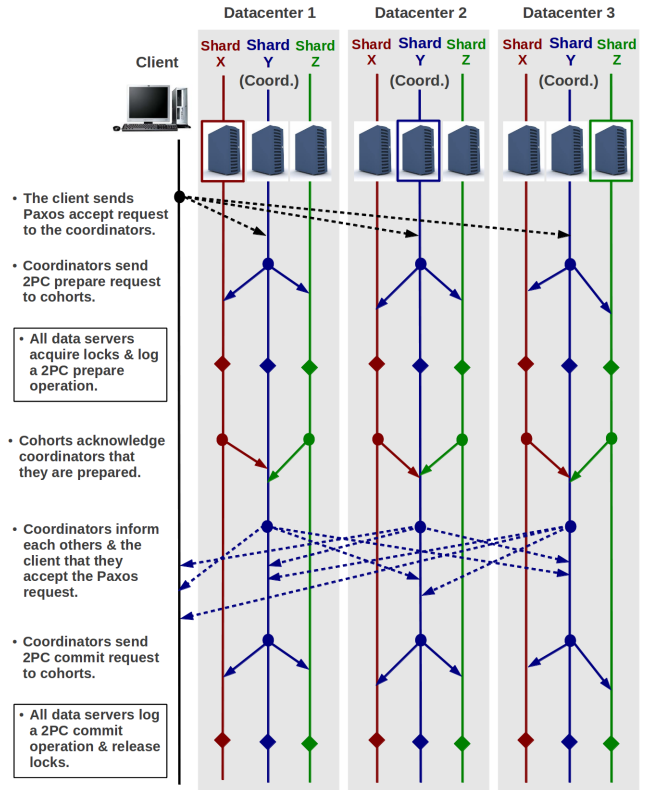 Datacenter 1
Datacenter 2
Datacenter 3
Client
Shard X
Shard Y
Shard Z
(Coord.)
Shard X
Shard Y
Shard Z
(Coord.)
Shard X
Shard Y
Shard Z
(Coord.)
• The client sends
Paxos accept request
to the coordinators.
• Coordinators send
2PC prepare request
to cohorts.
• All data servers
acquire locks & log
a 2PC prepare
operation.
• Cohorts acknowledge
coordinators that
they are prepared.
• Coordinators inform
each others & the
client that they
accept the Paxos
request.
• Coordinators send
2PC commit request
to cohorts.
• All data servers log
a 2PC commit
operation & release
locks.